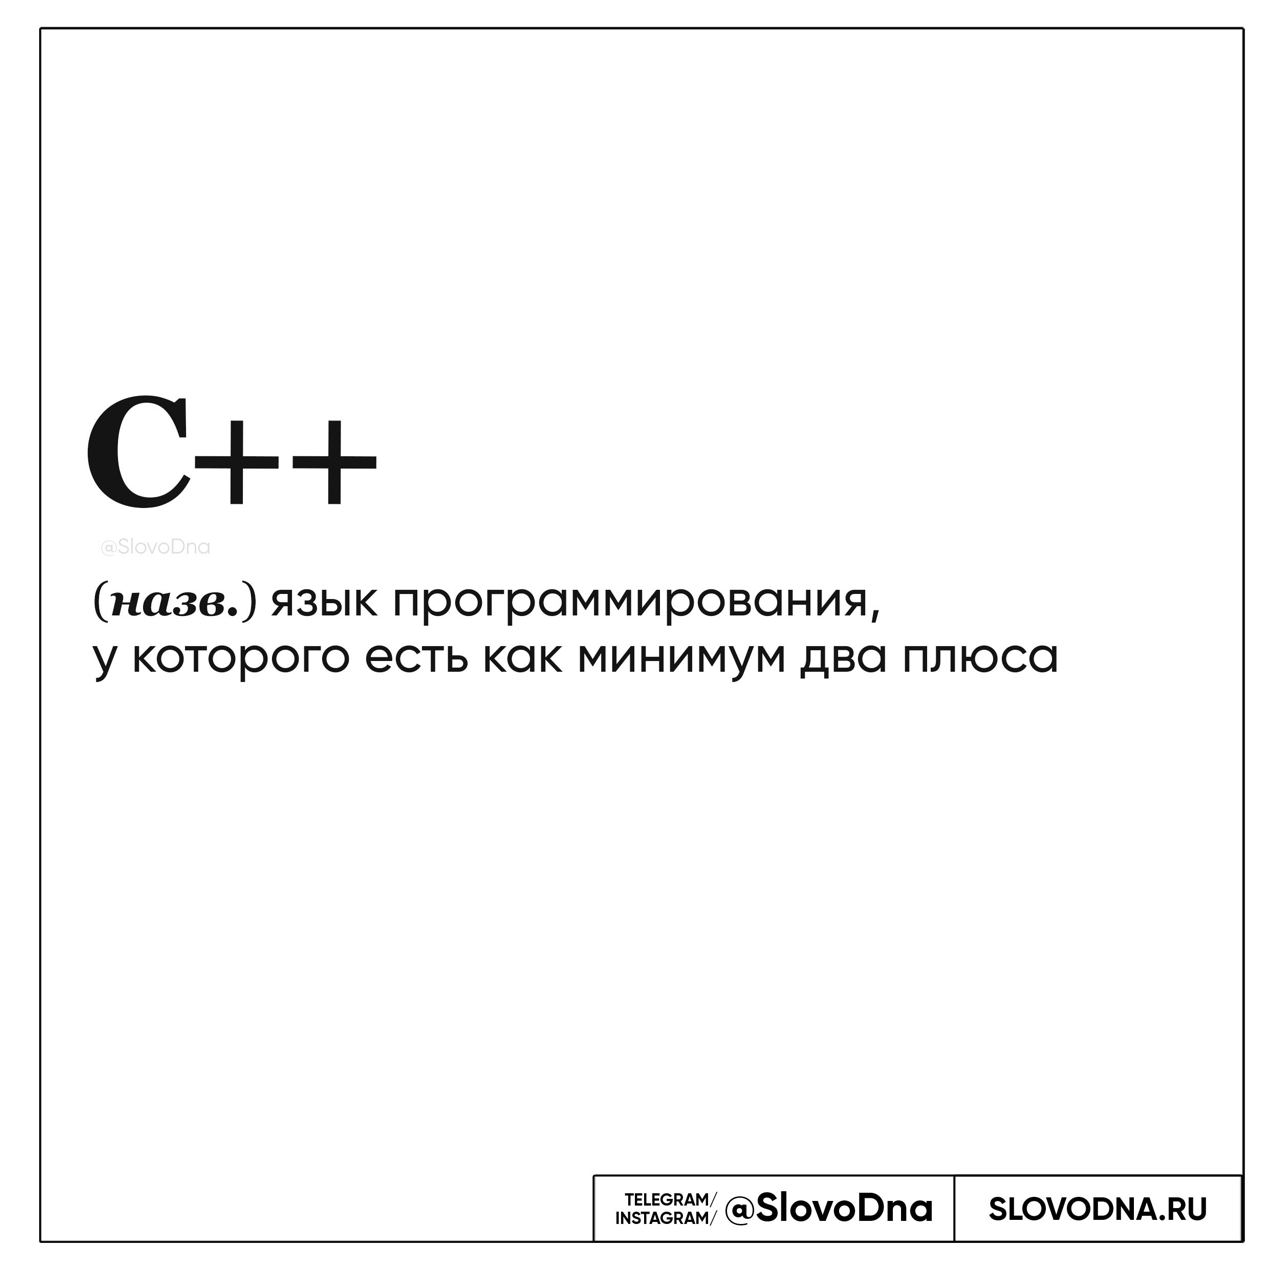 C++
@SlovoDna
(назв.) язык программирования,
у которого есть как минимум два плюса
TELEGRAM/
INSTAGRAM/
@SlovoDna
SLOVODNA.RU